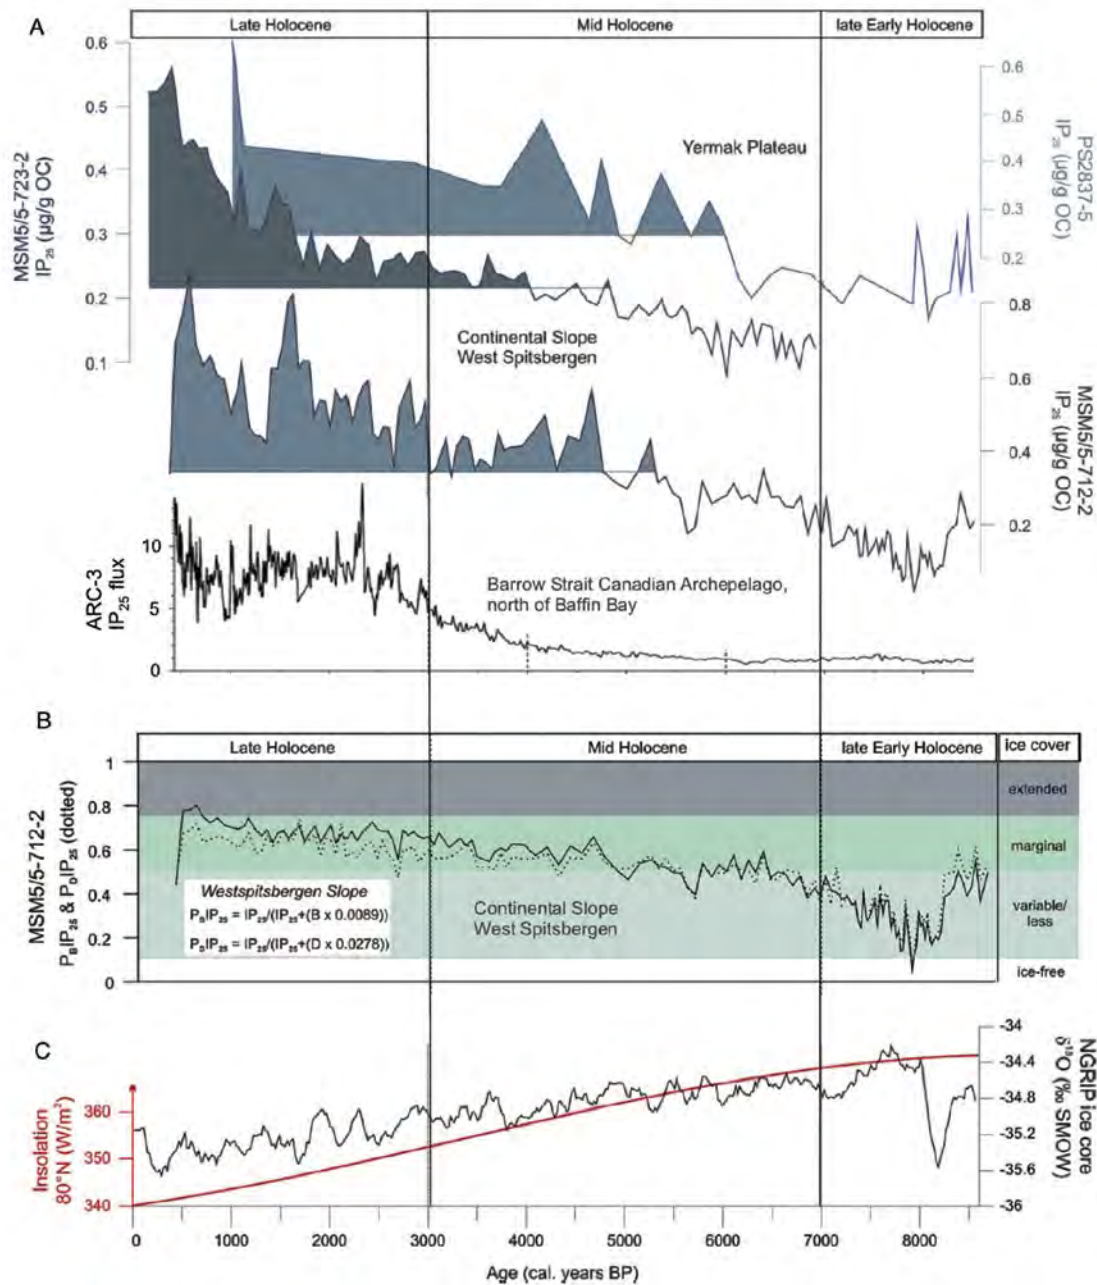 A
Late Holocene
Mid Holocene
late Early Holocene
0.6
0.5
0.4
0.3
0.2
0.1
MSM5/5-723-2
IP₂₅ (µg/g OC)
Yermak Plateau
0.6
0.5
0.4
0.3
0.2
PS2837-5
IP₂₅ (µg/g OC)
Continental Slope
West Spitsbergen
0.8
0.6
0.4
0.2
MSM5/5-712-2
IP₂₅ (µg/g OC)
10
5
0
ARC-3
IP₂₅ flux
Barrow Strait Canadian Archepelago,
north of Baffin Bay
B
Late Holocene
Mid Holocene
late Early Holocene
ice cover
1
0.8
0.6
0.4
0.2
0
MSM5/5-712-2
P_BIP₂₅ & P_DIP₂₅ (dotted)
extended
marginal
variable/
less
ice-free
Westspitsbergen Slope
P_BIP₂₅ = IP₂₅/(IP₂₅+(B x 0.0089))
P_DIP₂₅ = IP₂₅/(IP₂₅+(D x 0.0278))
Continental Slope
West Spitsbergen
C
360
350
340
Insolation
80°N (W/m³)
-34
-34.4
-34.8
-35.2
-35.6
-36
NGRIP ice core
δ¹⁸O (‰ SMOW)
0
1000
2000
3000
4000
5000
6000
7000
8000
Age (cal. years BP)